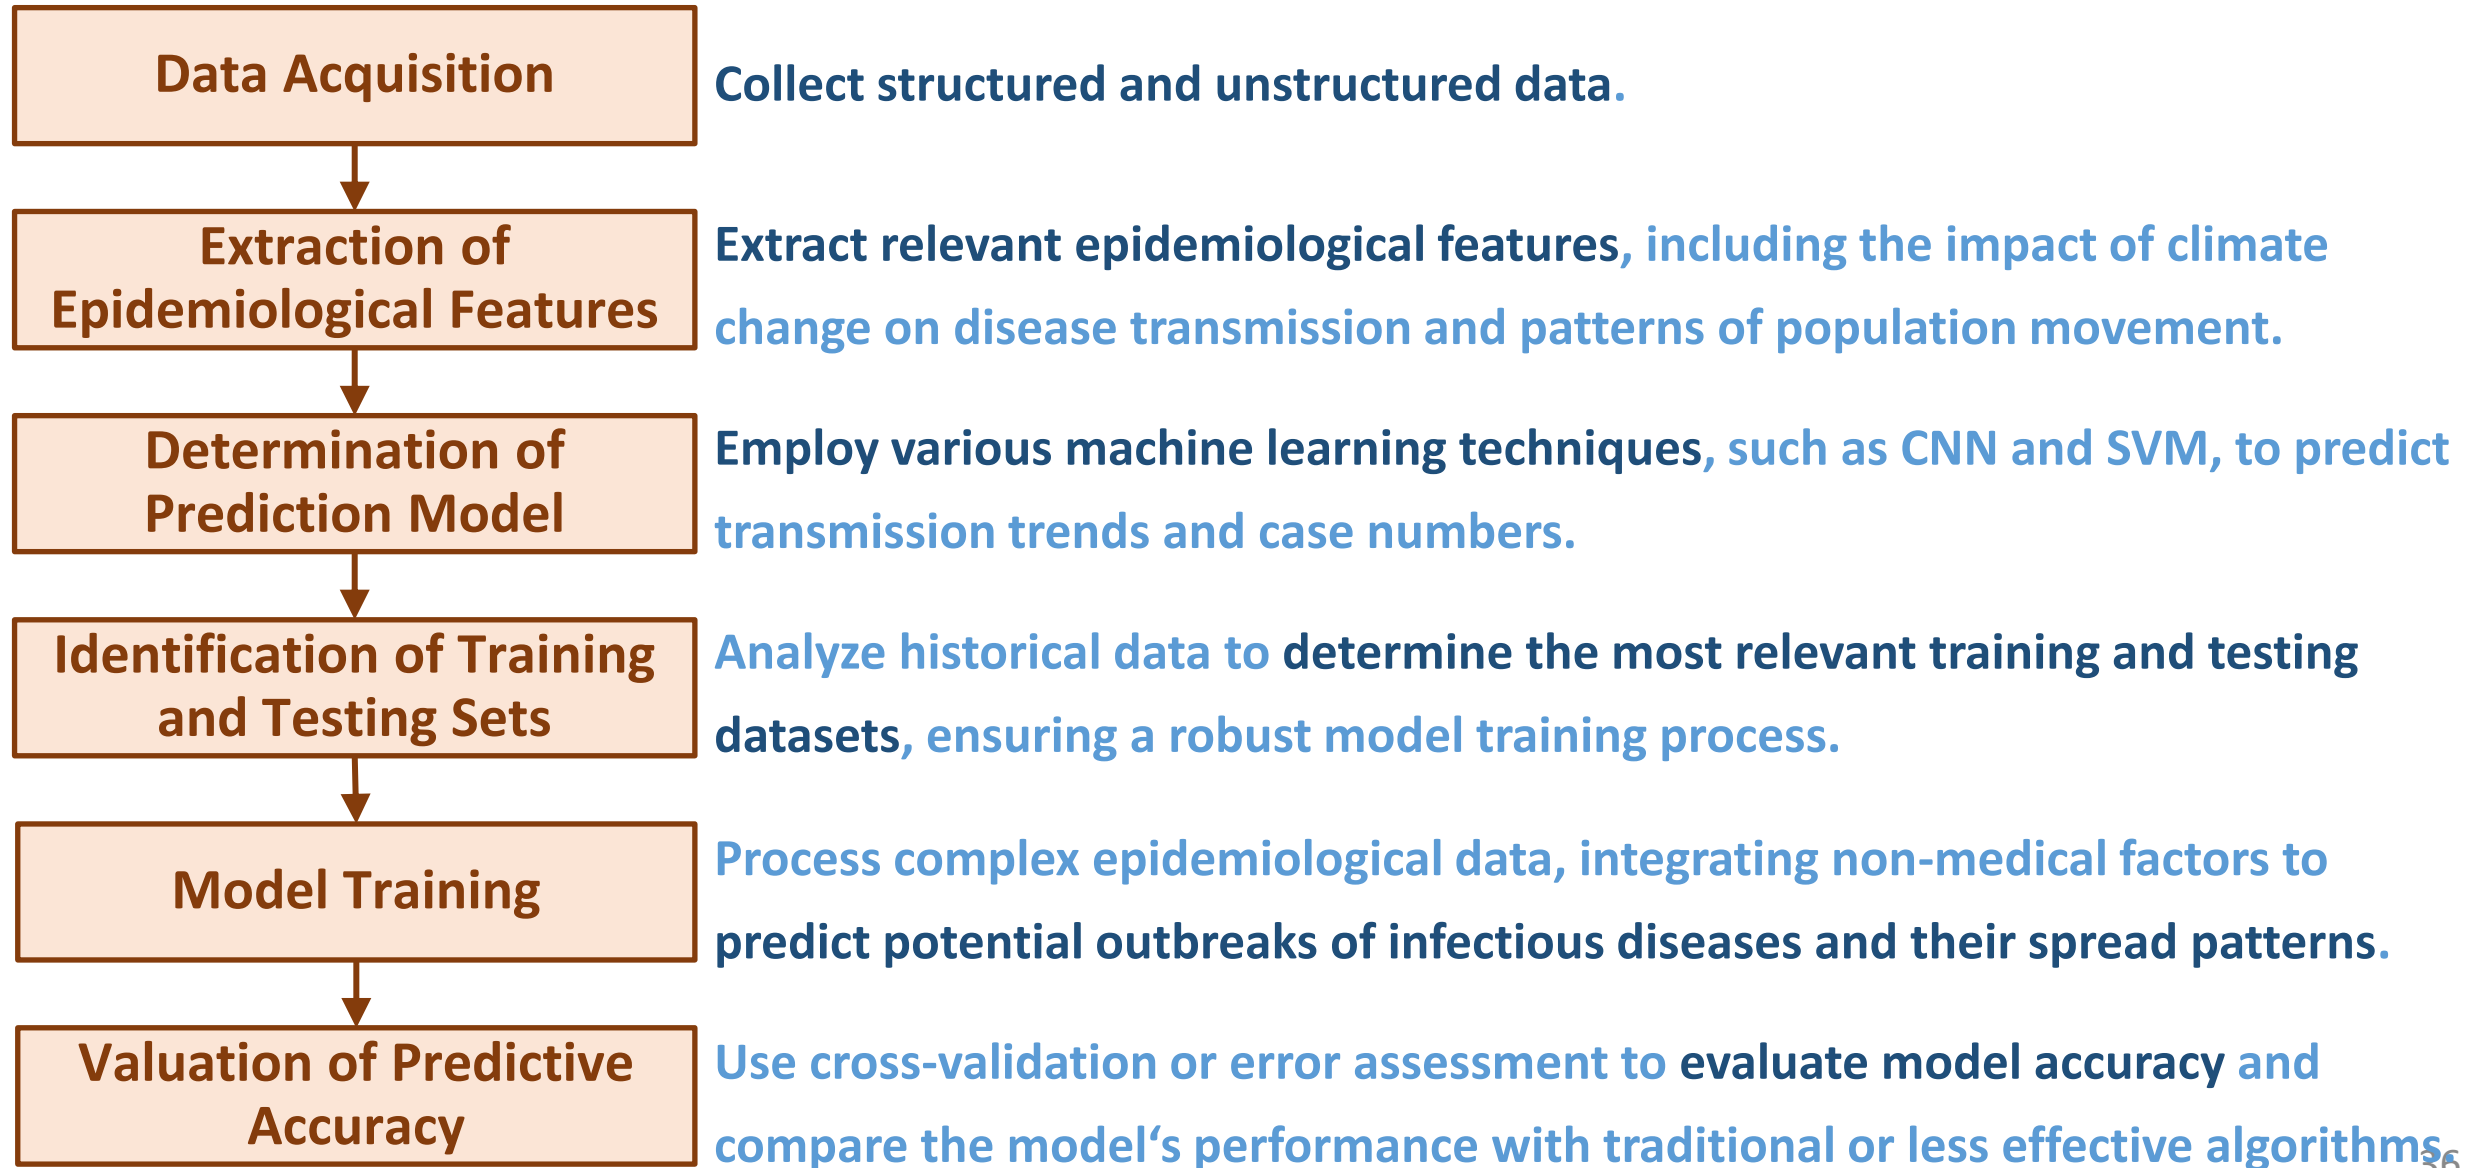 Data Acquisition
Collect structured and unstructured data.
Extraction of
Epidemiological Features
Extract relevant epidemiological features, including the impact of climate
change on disease transmission and patterns of population movement.
Determination of
Prediction Model
Employ various machine learning techniques, such as CNN and SVM, to predict
transmission trends and case numbers.
Identification of Training
and Testing Sets
Analyze historical data to determine the most relevant training and testing
datasets, ensuring a robust model training process.
Model Training
Process complex epidemiological data, integrating non-medical factors to
predict potential outbreaks of infectious diseases and their spread patterns.
Valuation of Predictive
Accuracy
Use cross-validation or error assessment to evaluate model accuracy and
compare the model‘s performance with traditional or less effective algorithms.
36